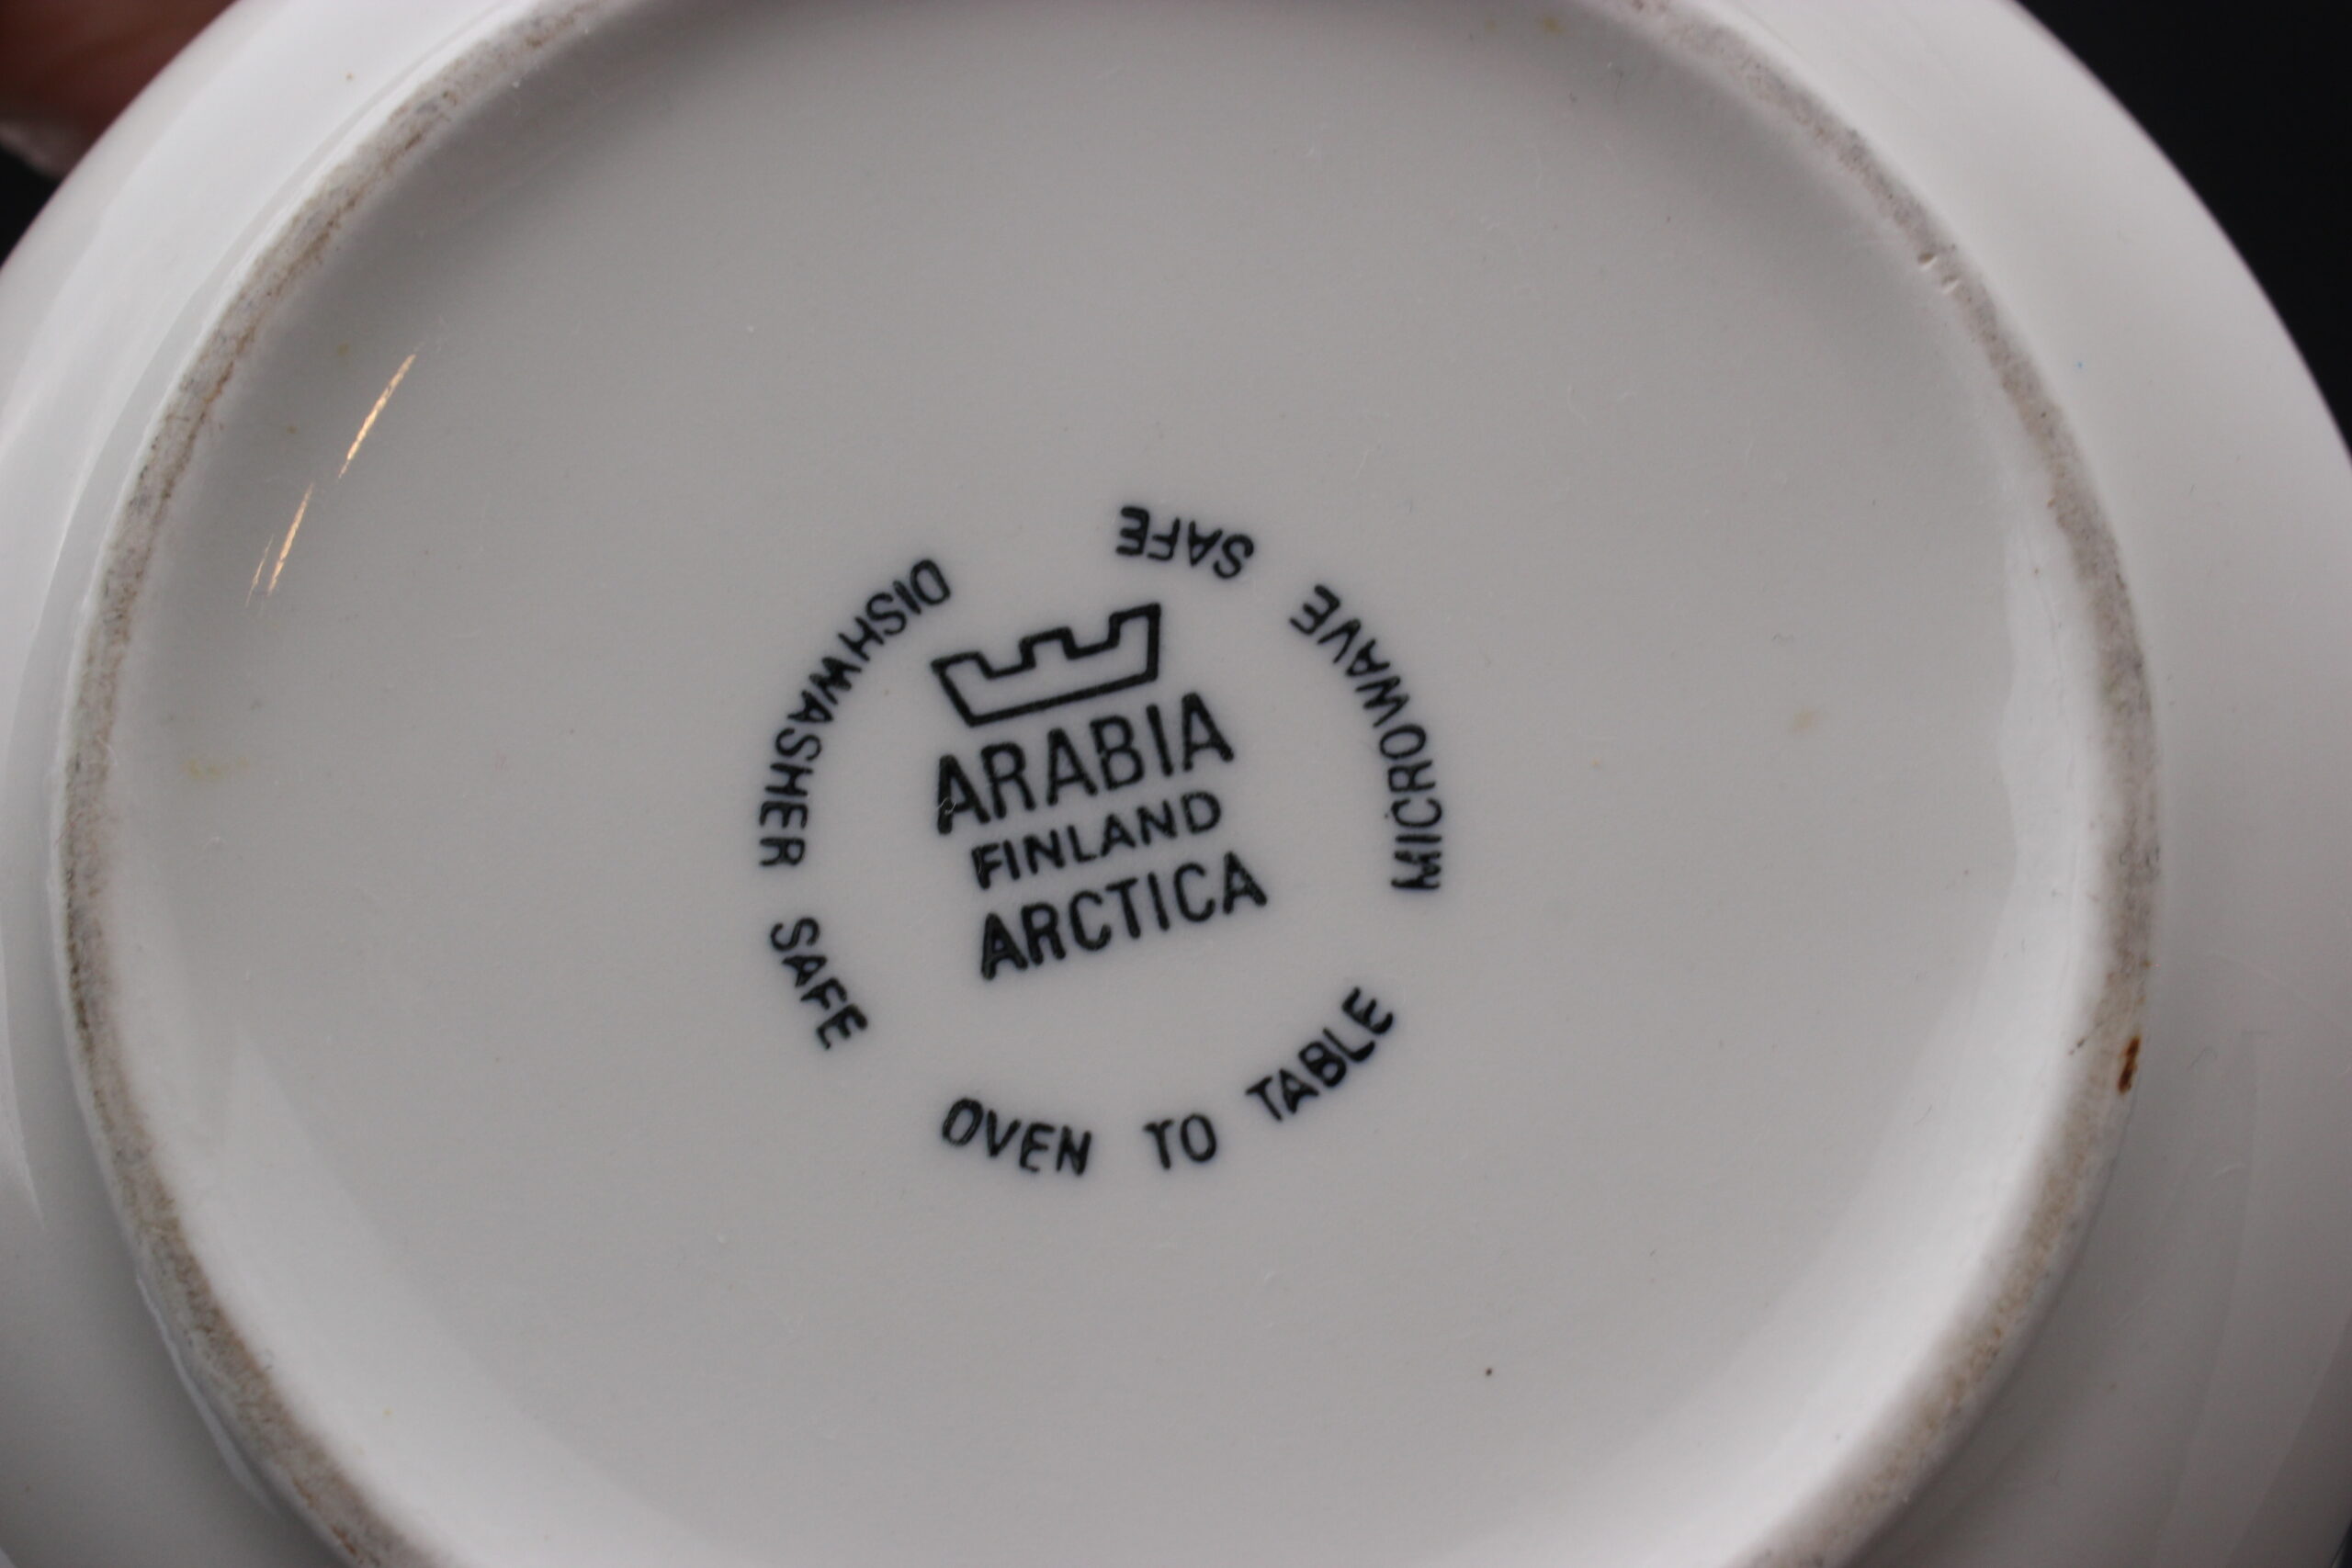 ARABIA
FINLAND
ARCTICA
DISHWASHER SAFE
OVEN TO TABLE
MICROWAVE SAFE